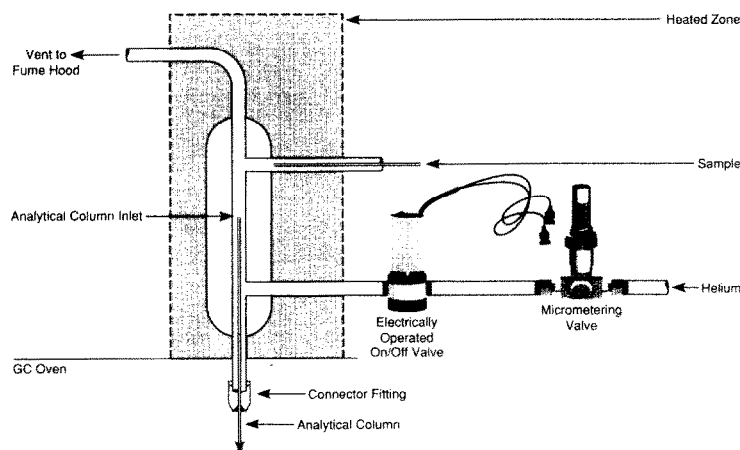 Heated Zone
Vent to
Fume Hood
Sample
Analytical Column Inlet
Helium
Micrometering
Valve
Electrically
Operated
On/Off Valve
GC Oven
Connector Fitting
Analytical Column